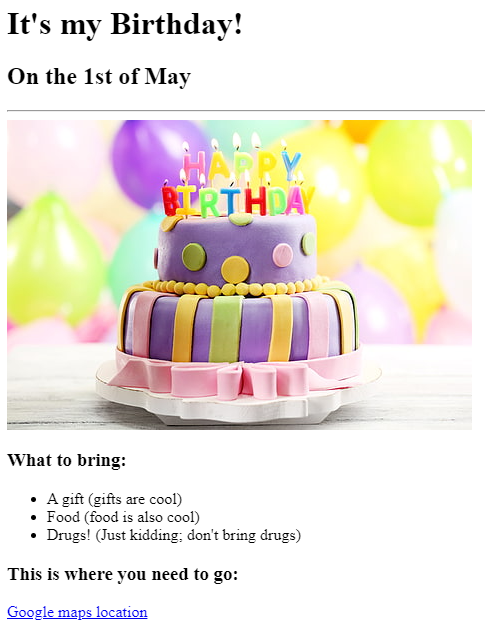 It's my Birthday!
On the 1st of May
HAPPY
BIRTHDAY
What to bring:
A gift (gifts are cool)
Food (food is also cool)
Drugs! (Just kidding; don't bring drugs)
This is where you need to go:
Google maps location